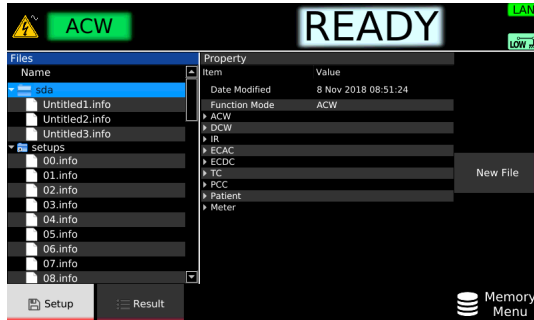 ACW
READY
LAN
LOW
Files
Name
sda
Untitled1.info
Untitled2.info
Untitled3.info
setups
00.info
01.info
02.info
03.info
04.info
05.info
06.info
07.info
08.info
Property
Item Value
Date Modified 8 Nov 2018 08:51:24
Function Mode ACW
ACW
DCW
IR
ECAC
ECDC
TC
PCC
Patient
Meter
New File
Setup
Result
Memory
Menu